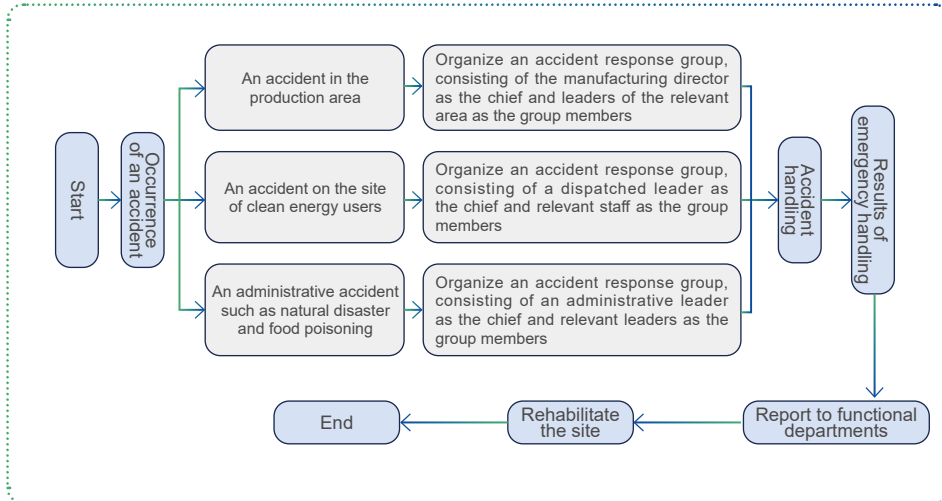 Start
Occurrence
of an accident
An accident in the
production area
Organize an accident response group,
consisting of the manufacturing director
as the chief and leaders of the relevant
area as the group members
An accident on the site
of clean energy users
Organize an accident response group,
consisting of a dispatched leader as
the chief and relevant staff as the group
members
An administrative accident
such as natural disaster
and food poisoning
Organize an accident response group,
consisting of an administrative leader
as the chief and relevant leaders as the
group members
Accident
handling
Results of
emergency handling
Report to functional
departments
Rehabilitate
the site
End